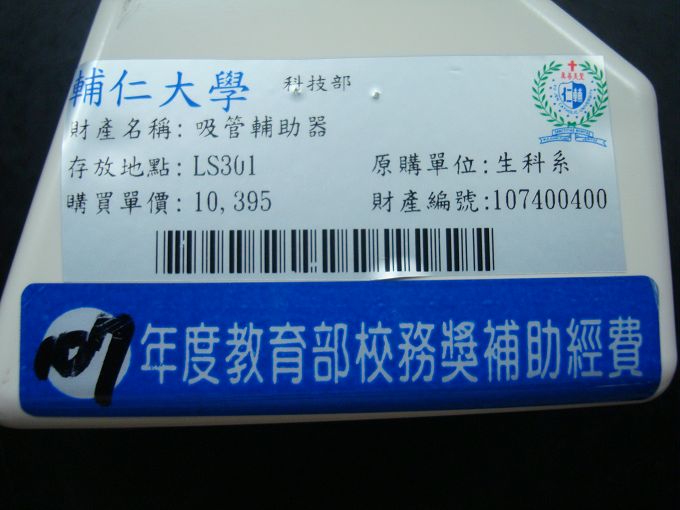 輔仁大學 科技部
財產名稱: 吸管輔助器
存放地點: LS301 原購單位: 生科系
購買單價: 10,395 財產編號:107400400
107年度教育部校務獎補助經費